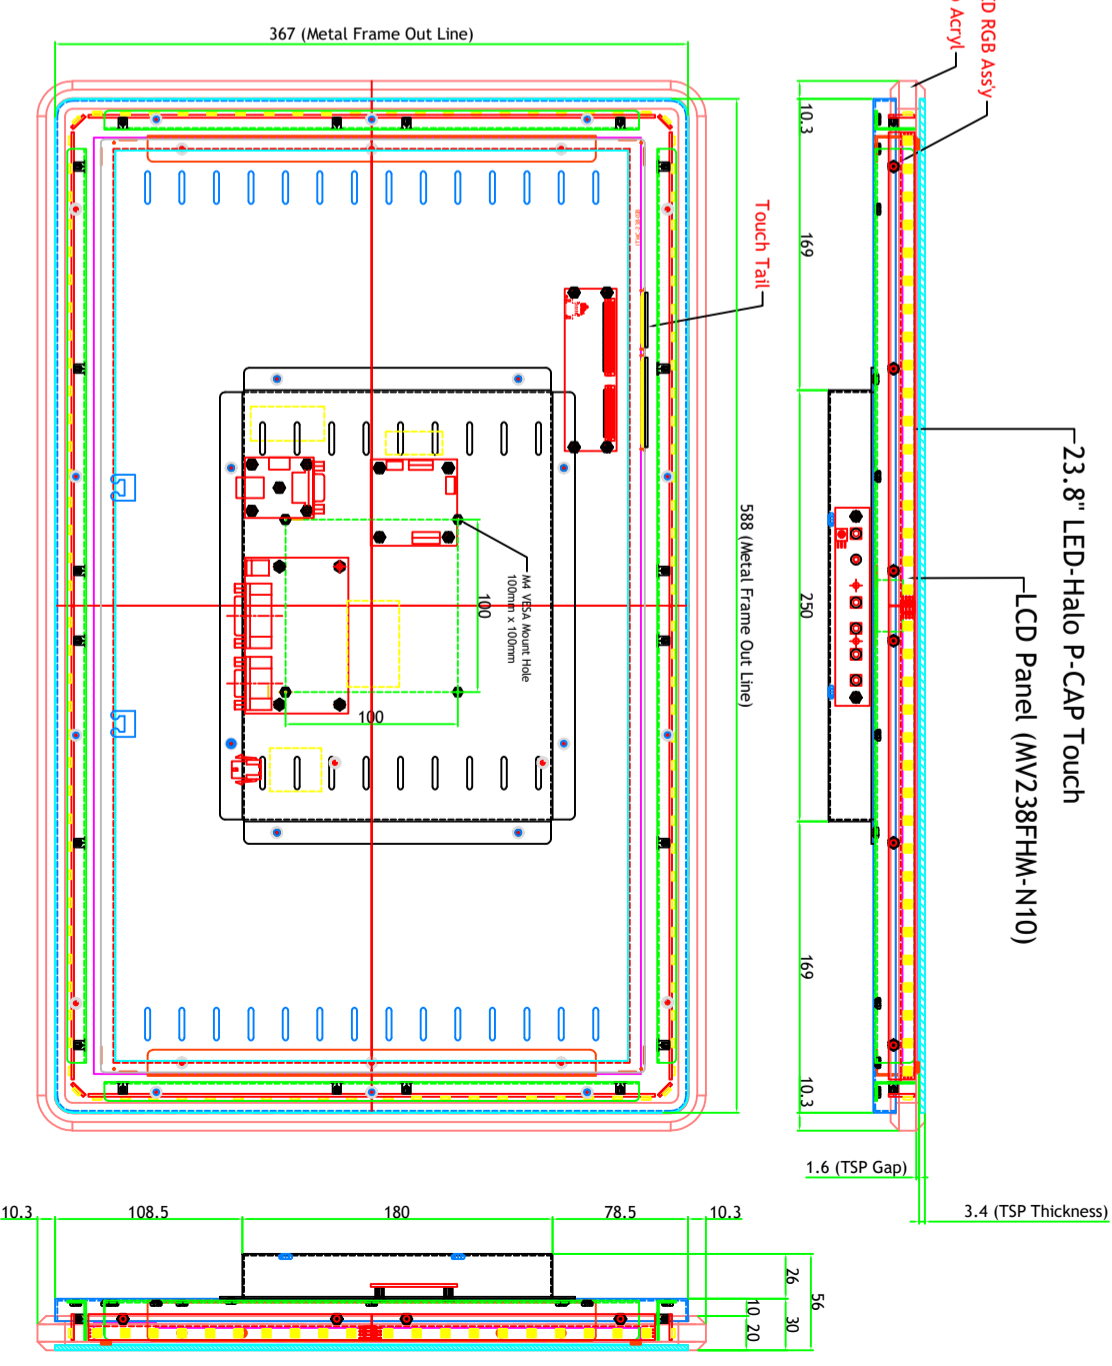 367 (Metal Frame Out Line)
ED RGB Ass'y
Acryl
10.3
169
Touch Tail
23.8" LED-Halo P-CAP Touch
LCD Panel (MV238FHM-N10)
250
588 (Metal Frame Out Line)
M4 VESA Mount Hole
100mm x 100mm
100
100
169
10.3
1.6 (TSP Gap)
3.4 (TSP Thickness)
10.3
108.5
180
78.5
10.3
26
56
10
30
20